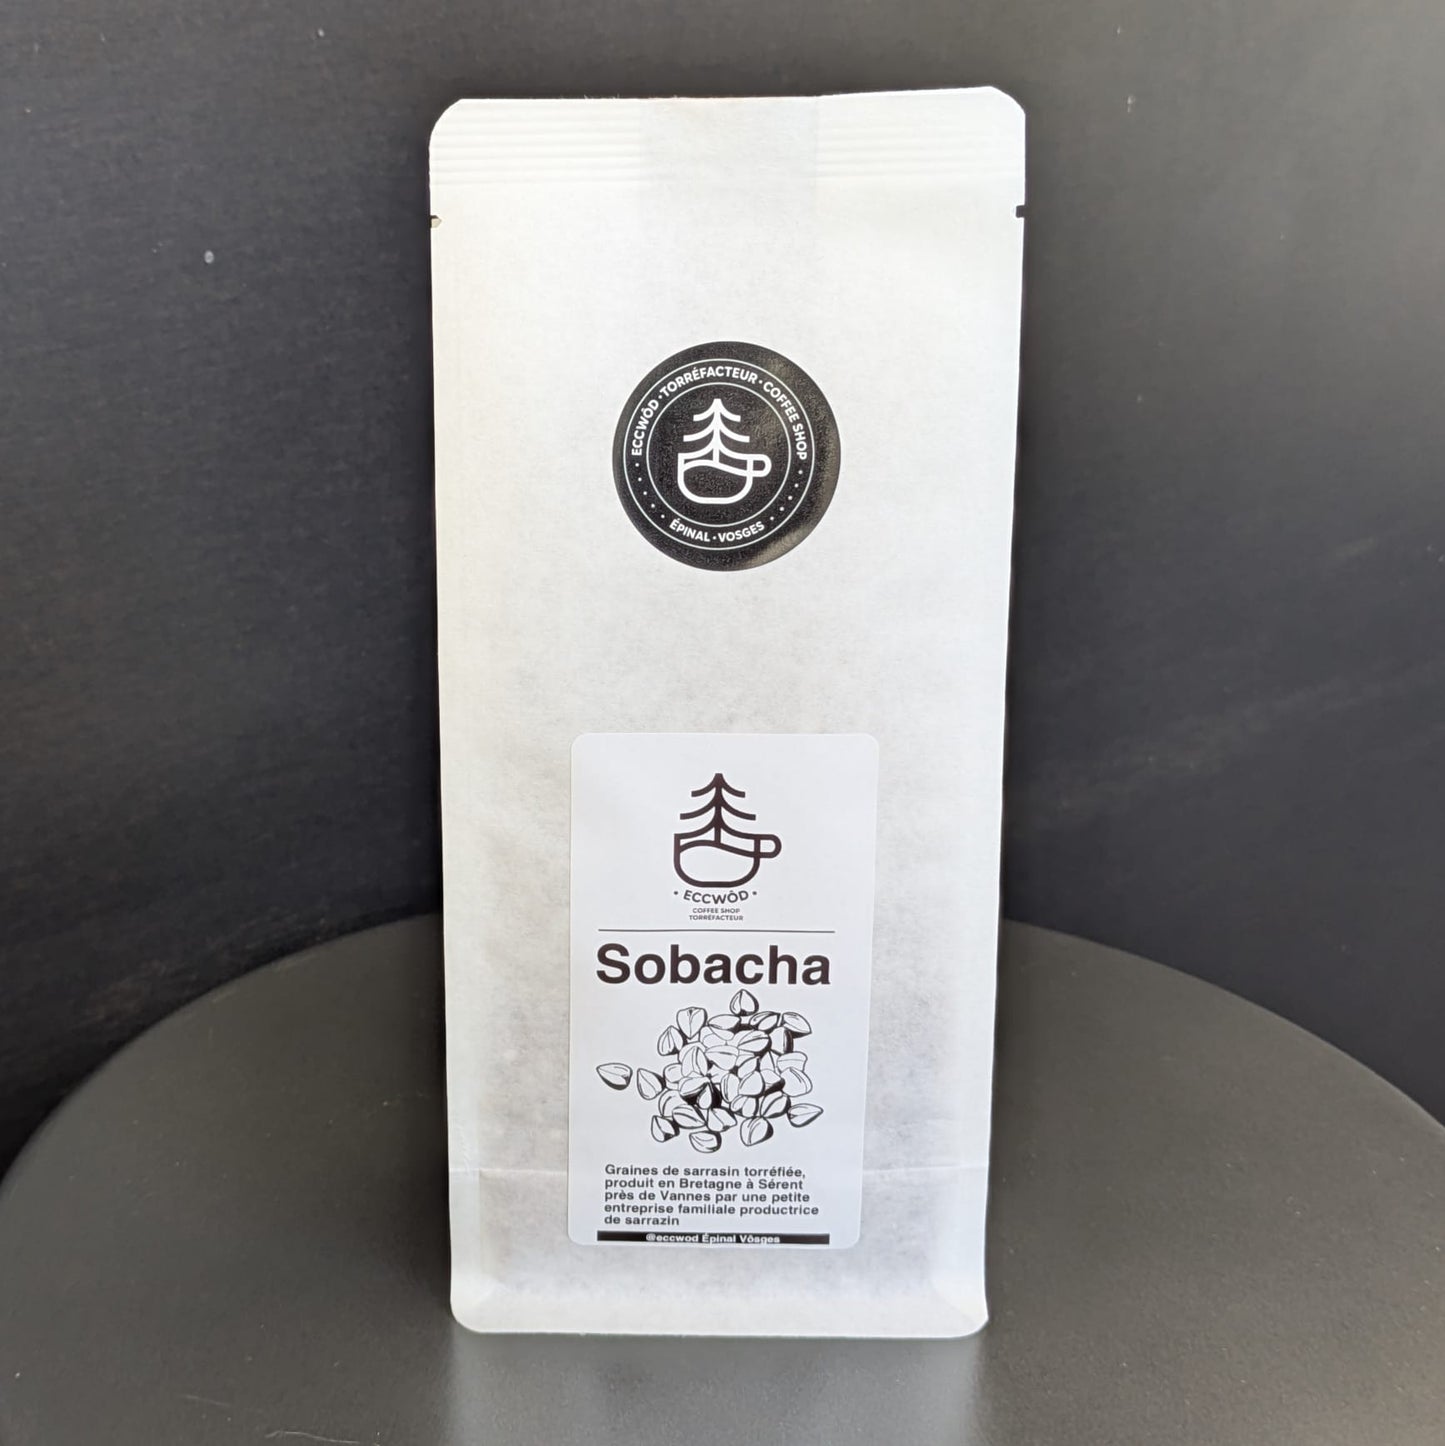 ECCWÖD · TORRÉFACTEUR · COFFEE SHOP
ÉPINAL · VOSGES
• ECCWÖD •
COFFEE SHOP
TORRÉFACTEUR
Sobacha
Graines de sarrasin torréfiée,
produit en Bretagne à Sérent
près de Vannes par une petite
entreprise familiale productrice
de sarrazin
@eccwod Épinal Vôsges